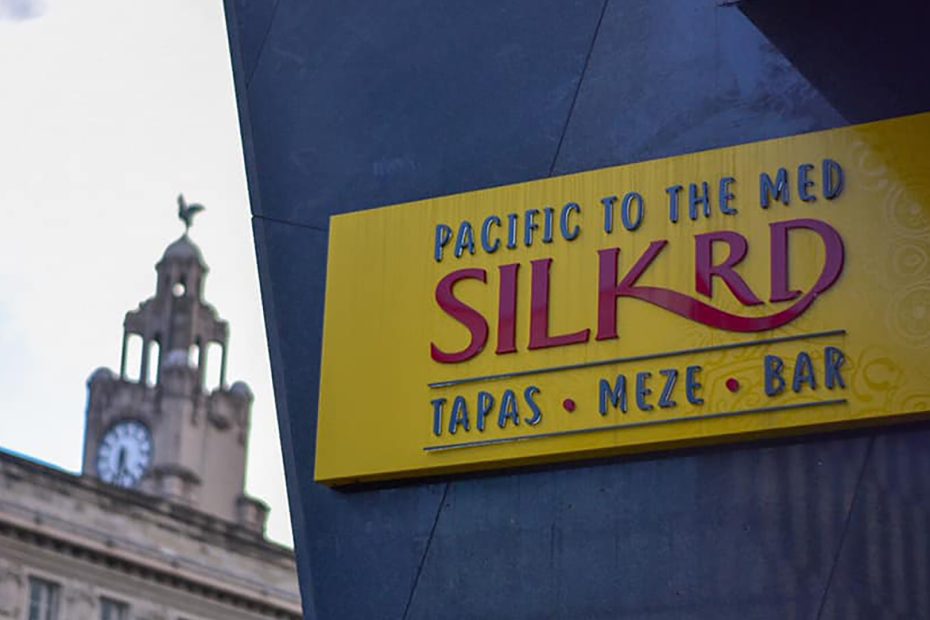 PACIFIC TO THE MED
SILKRD
TAPAS • MEZE • BAR